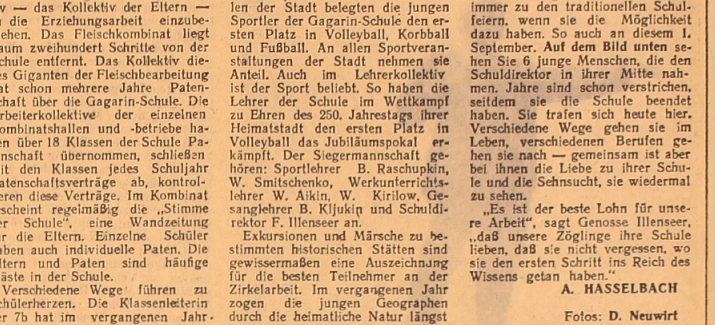 v — das Kollektiv der Eltern —
die Erziehungsarbeit einzube-
ehen. Das Fleischkombinat liegt
aum zweihundert Schritte von der
chule entfernt. Das Kollektiv die-
es Giganten der Fleischbearbeitung
at schon mehrere Jahre Paten-
chaft über die Gagarin-Schule. Die
rbeiterkollektive der einzelnen
ombinatshallen und -betriebe ha-
en über 18 Klassen der Schule Pa-
nschaft übernommen, schließen
it den Klassen jedes Schuljahr
atenschaftsverträge ab, kontrol-
eren diese Verträge. Im Kombinat
scheint regelmäßig die „Stimme
er Schule", eine Wandzeitung
r die Eltern. Einzelne Schüler
aben auch individuelle Paten. Die
ltern und Paten sind häufige
äste in der Schule.
Verschiedene Wege führen zu
chülerherzen. Die Klassenleiterin
er 7b hat im vergangenen Jahr
len der Stadt belegten die jungen
Sportler der Gagarin-Schule den er-
sten Platz in Volleyball, Korbball
und Fußball. An allen Sportveran-
staltungen der Stadt nehmen sie
Anteil. Auch im Lehrerkollektiv
ist der Sport beliebt. So haben die
Lehrer der Schule im Wettkampf
zu Ehren des 250. Jahrestags ihrer
Heimatstadt den ersten Platz in
Volleyball das Jubiläumspokal er-
kämpft. Der Siegermannschaft ge-
hören: Sportlehrer B. Raschupkin,
W. Smitschenko, Werkunterrichts-
lehrer W. Aikin, W. Kirilow, Ge-
sanglehrer B. Kljukin und Schuldi-
rektor F. Illenseer an.
Exkursionen und Märsche zu be-
stimmten historischen Stätten sind
gewissermaßen eine Auszeichnung
für die besten Teilnehmer an der
Zirkelarbeit. Im vergangenen Jahr
zogen die jungen Geographen
durch die heimatliche Natur längst
immer zu den traditionellen Schul-
feiern, wenn sie die Möglichkeit
dazu haben. So auch an diesem 1.
September. Auf dem Bild unten se-
hen Sie 6 junge Menschen, die den
Schuldirektor in ihrer Mitte nah-
men. Jahre sind schon verstrichen,
seitdem sie die Schule beendet
haben. Sie trafen sich heute hier.
Verschiedene Wege gehen sie im
Leben, verschiedenen Berufen ge-
hen sie nach — gemeinsam ist aber
bei ihnen die Liebe zu ihrer Schu-
le und die Sehnsucht, sie wiedermal
zu sehen.
„Es ist der beste Lohn für unse-
re Arbeit", sagt Genosse Illenseer,
„daß unsere Zöglinge ihre Schule
lieben, daß sie nicht vergessen, wo
sie den ersten Schritt ins Reich des
Wissens getan haben."
A. HASSELBACH
Fotos: D. Neuwirt